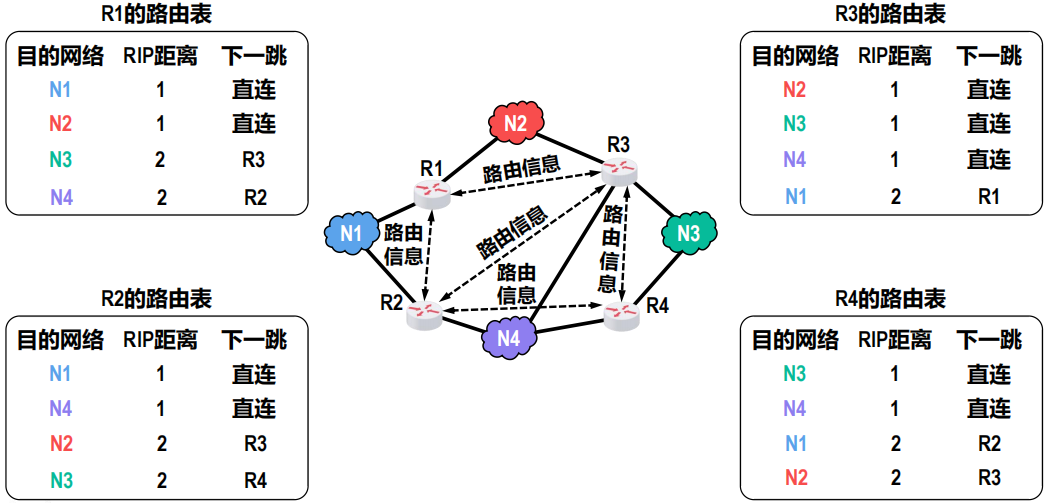 R1的路由表
目的网络 RIP距离 下一跳
N1 1 直连
N2 1 直连
N3 2 R3
N4 2 R2
R3的路由表
目的网络 RIP距离 下一跳
N2 1 直连
N3 1 直连
N4 1 直连
N1 2 R1
N2
R1
R3
路由信息
N1
路由
信息
路由信息
路由信息
N3
路由
信息
R2
R4
N4
R2的路由表
目的网络 RIP距离 下一跳
N1 1 直连
N4 1 直连
N2 2 R3
N3 2 R4
R4的路由表
目的网络 RIP距离 下一跳
N3 1 直连
N4 1 直连
N1 2 R2
N2 2 R3